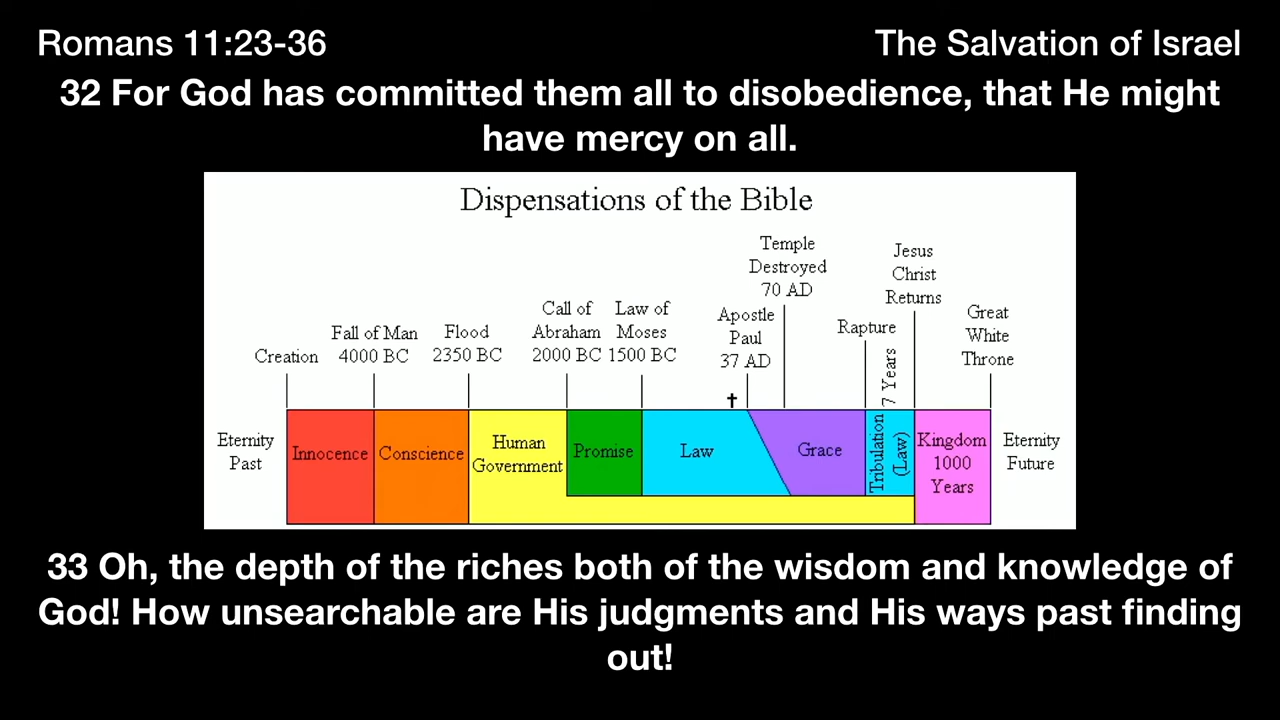 Romans 11:23-36
The Salvation of Israel
32 For God has committed them all to disobedience, that He might
have mercy on all.
Dispensations of the Bible
Creation
Fall of Man
4000 BC
Flood
2350 BC
Call of
Abraham
2000 BC
Law of
Moses
1500 BC
Apostle
Paul
37 AD
Temple
Destroyed
70 AD
Rapture
7 Years
Jesus
Christ
Returns
Great
White
Throne
Eternity
Past
Innocence
Conscience
Human
Government
Promise
Law
Grace
Tribulation
(Law)
Kingdom
1000
Years
Eternity
Future
33 Oh, the depth of the riches both of the wisdom and knowledge of
God! How unsearchable are His judgments and His ways past finding
out!